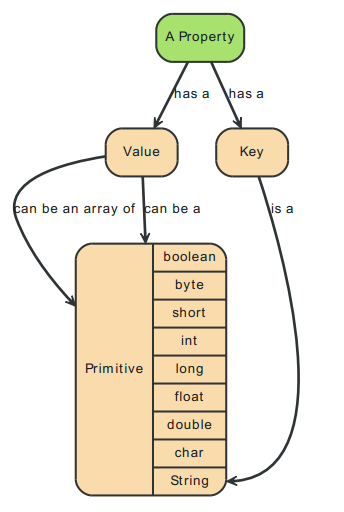 A Property
has a
has a
Value
Key
can be an array of
can be a
is a
Primitive
boolean
byte
short
int
long
float
double
char
String